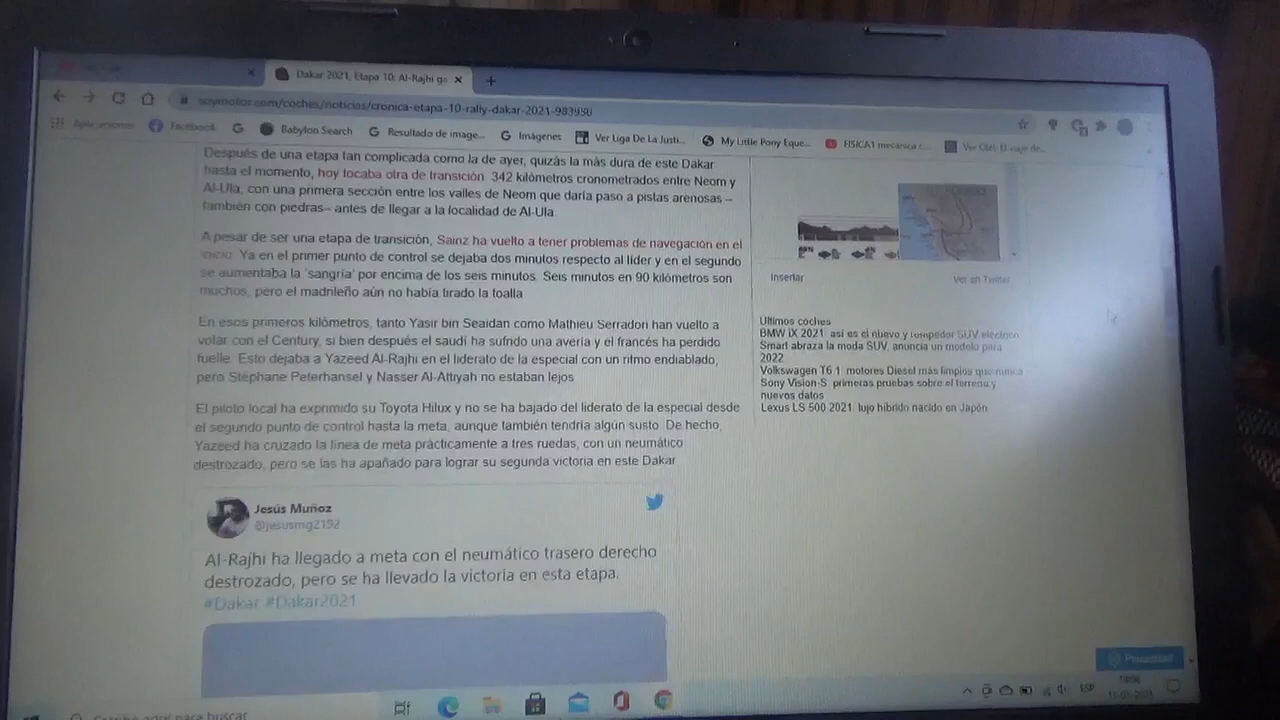 Dakar 2021, Etapa 10: Al-Rajhi ga
soymotor.com/coches/noticias/cronica-etapa-10-rally-dakar-2021-983950
Aplicaciones
Facebook
Babylon Search
Resultado de image...
Imágenes
Ver Liga De La Justi...
My Little Pony Eque...
FISICA1 mecánica c...
Después de una etapa tan complicada como la de ayer, quizás la más dura de este Dakar
hasta el momento, hoy tocaba otra de transición. 342 kilómetros cronometrados entre Neom y
Al-Ula, con una primera sección entre los valles de Neom que daría paso a pistas arenosas –
también con piedras– antes de llegar a la localidad de Al-Ula.
A pesar de ser una etapa de transición, Sainz ha vuelto a tener problemas de navegación en el
inicio. Ya en el primer punto de control se dejaba dos minutos respecto al líder y en el segundo
se aumentaba la 'sangría' por encima de los seis minutos. Seis minutos en 90 kilómetros son
muchos, pero el madrileño aún no había tirado la toalla.
En esos primeros kilómetros, tanto Yasir bin Seaidan como Mathieu Serradori han vuelto a
volar con el Century, si bien después el saudí ha sufrido una avería y el francés ha perdido
fuelle. Esto dejaba a Yazeed Al-Rajhi en el liderato de la especial con un ritmo endiablado,
pero Stéphane Peterhansel y Nasser Al-Attiyah no estaban lejos.
El piloto local ha exprimido su Toyota Hilux y no se ha bajado del liderato de la especial desde
el segundo punto de control hasta la meta, aunque también tendría algún susto. De hecho,
Yazeed ha cruzado la línea de meta prácticamente a tres ruedas, con un neumático
destrozado, pero se las ha apañado para lograr su segunda victoria en este Dakar.
Jesús Muñoz
@jesusmg2192
Al-Rajhi ha llegado a meta con el neumático trasero derecho
destrozado, pero se ha llevado la victoria en esta etapa.
#Dakar #Dakar2021
Insertar
Ver en Twitter
Últimos coches
BMW iX 2021: así es el nuevo y rompedor SUV eléctrico
Smart abraza la moda SUV, anuncia un modelo para
2022
Volkswagen T6.1: motores Diesel más limpios que nunca
Sony Vision-S: primeras pruebas sobre el terreno y
nuevos datos
Lexus LS 500 2021: lujo híbrido nacido en Japón
Privacidad
Escribe aquí para buscar
ESP